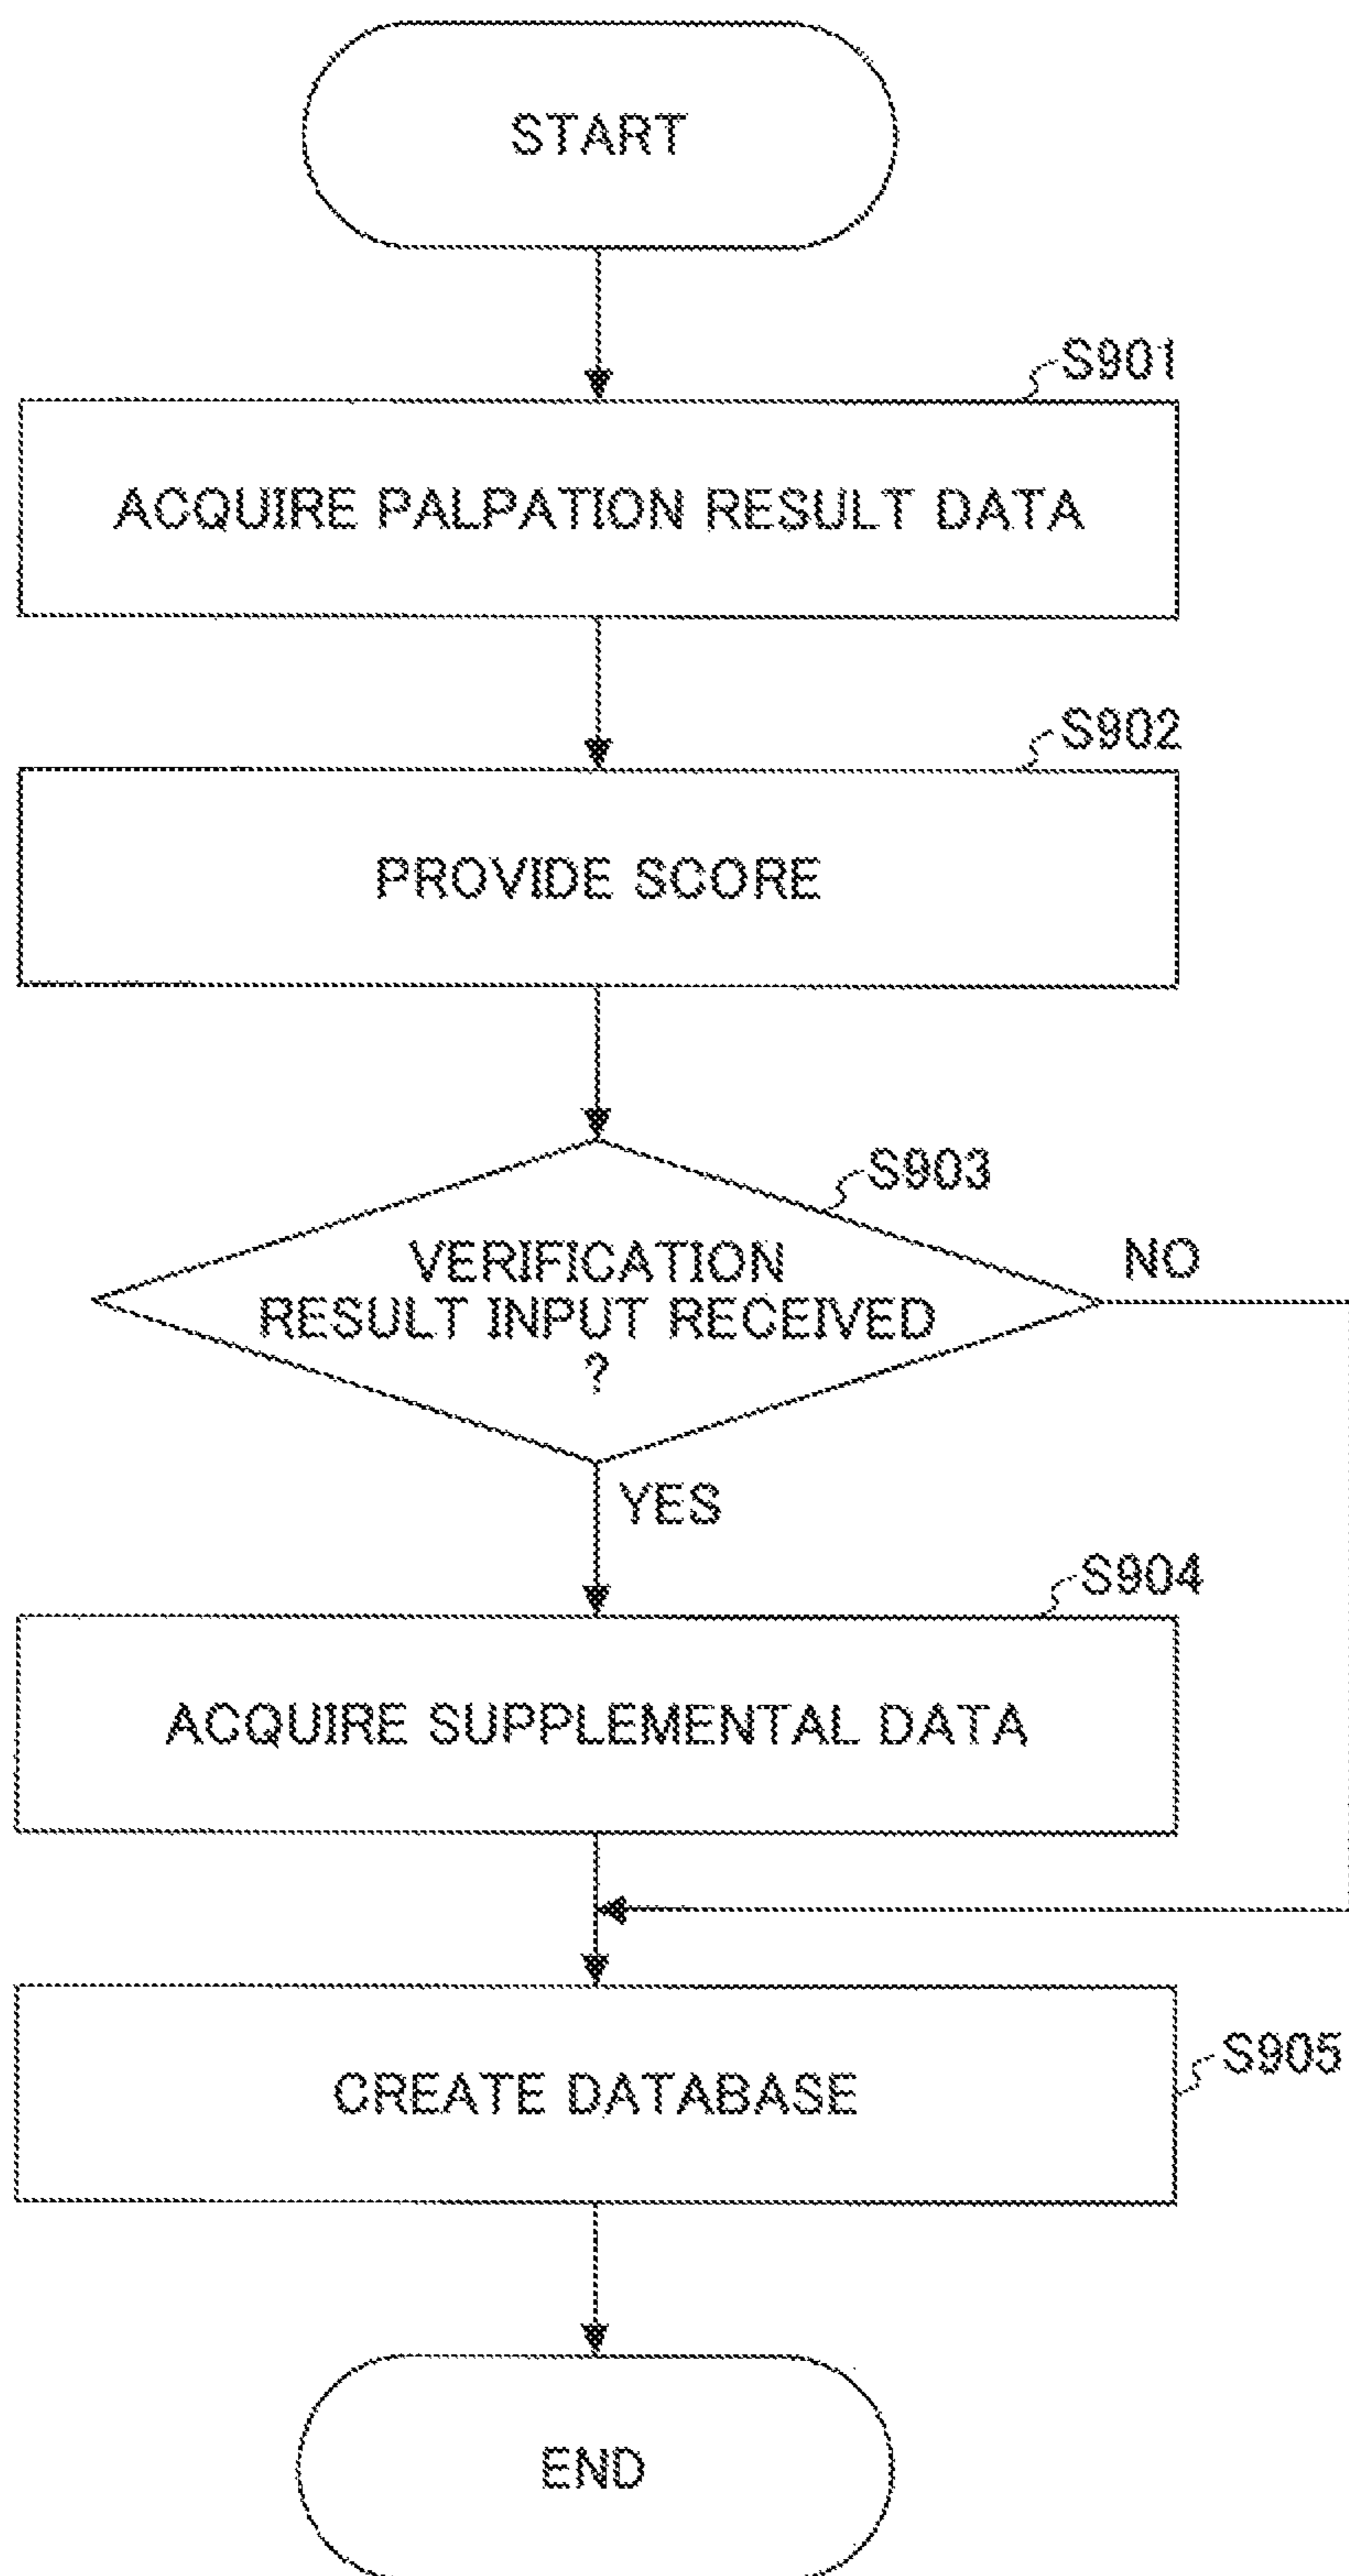 START
S901
ACQUIRE PALPATION RESULT DATA
S902
PROVIDE SCORE
S903
VERIFICATION
RESULT INPUT RECEIVED
?
NO
YES
S904
ACQUIRE SUPPLEMENTAL DATA
S905
CREATE DATABASE
END